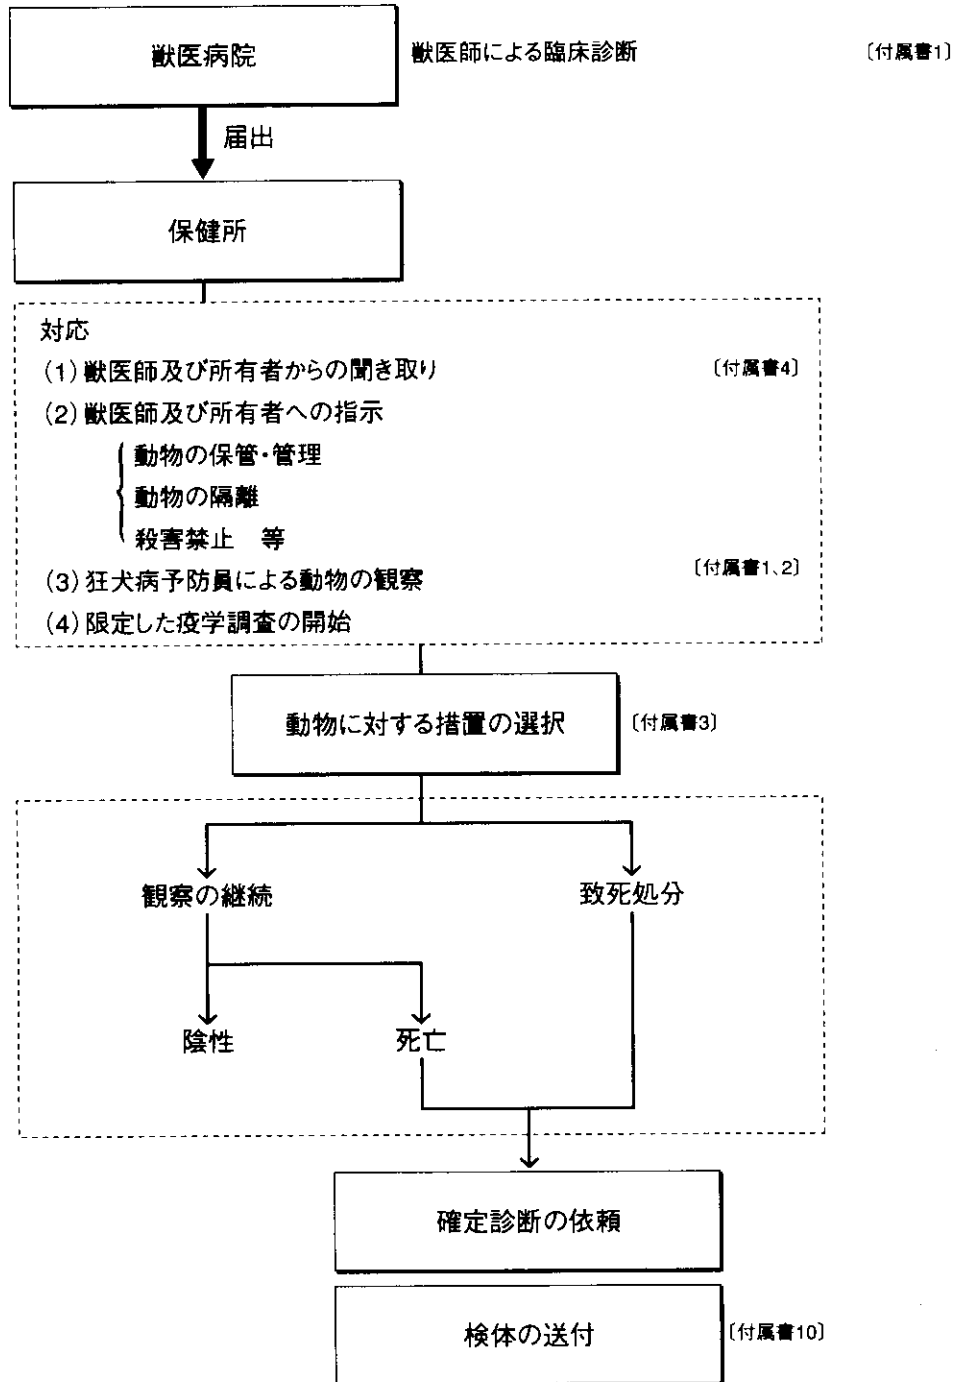 獣医病院 獣医師による臨床診断 〔付属書1〕
届出
保健所
対応
(1)獣医師及び所有者からの聞き取り 〔付属書4〕
(2)獣医師及び所有者への指示
動物の保管・管理
動物の隔離
殺害禁止 等
(3)狂犬病予防員による動物の観察 〔付属書1、2〕
(4)限定した疫学調査の開始
動物に対する措置の選択 〔付属書3〕
観察の継続 致死処分
陰性 死亡
確定診断の依頼
検体の送付 〔付属書10〕